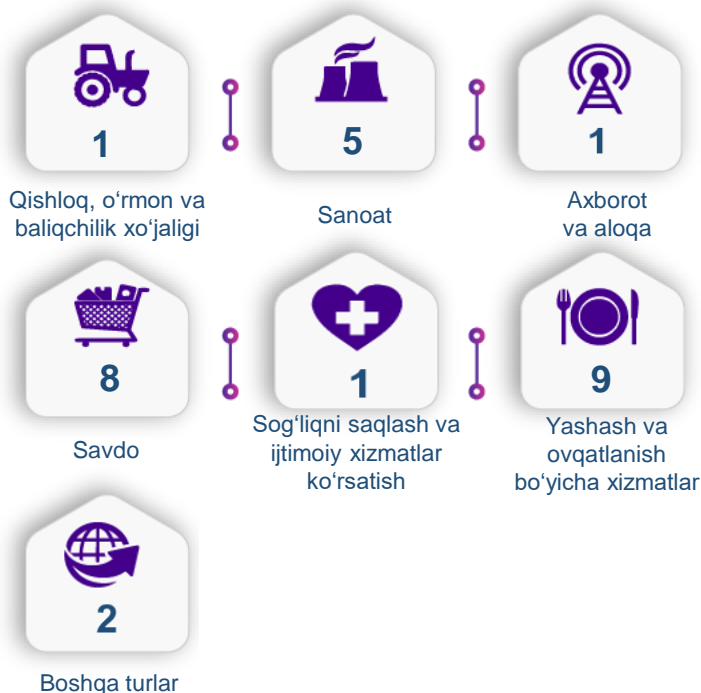 1
Qishloq, o‘rmon va
baliqchilik xo‘jaligi
5
Sanoat
1
Axborot
va aloqa
8
Savdo
1
Sog‘liqni saqlash va
ijtimoiy xizmatlar
ko‘rsatish
9
Yashash va
ovqatlanish
bo‘yicha xizmatlar
2
Boshqa turlar